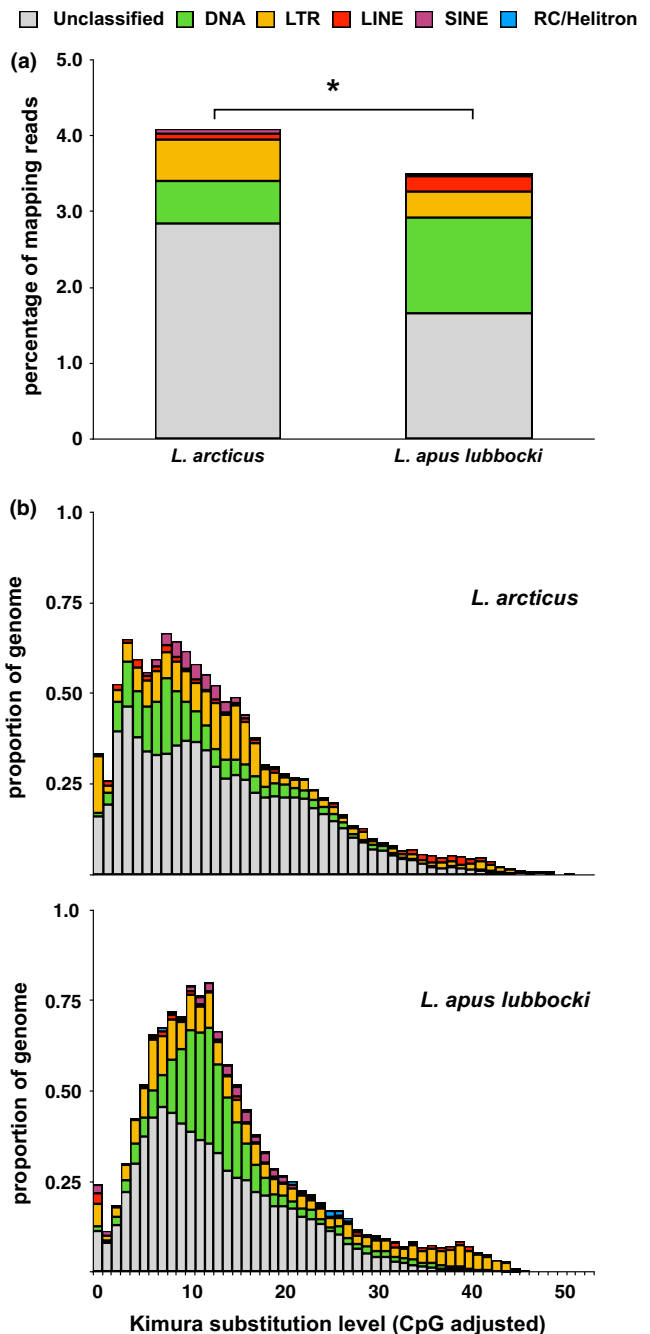 Unclassified DNA LTR LINE SINE RC/Helitron
(a)
5.0
*
4.0
3.0
2.0
1.0
0
percentage of mapping reads
L. arcticus L. apus lubbocki
(b)
1.0
L. arcticus
0.75
0.50
0.25
proportion of genome
1.0
L. apus lubbocki
0.75
0.50
0.25
proportion of genome
0 10 20 30 40 50
Kimura substitution level (CpG adjusted)